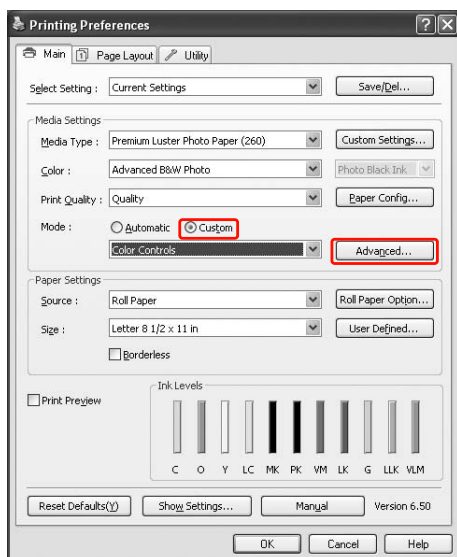 Printing Preferences
Main Page Layout Utility
Select Setting : Current Settings Save/Del...
Media Settings
Media Type : Premium Luster Photo Paper (260) Custom Settings...
Color : Advanced B&W Photo Photo Black Ink
Print Quality : Quality Paper Config...
Mode : Automatic Custom
Color Controls Advanced...
Paper Settings
Source : Roll Paper Roll Paper Option...
Size : Letter 8 1/2 x 11 in User Defined...
Borderless
Print Preview Ink Levels
C O Y LC MK PK VM LK G LLK VLM
Reset Defaults(Y) Show Settings... Manual Version 6.50
OK Cancel Help